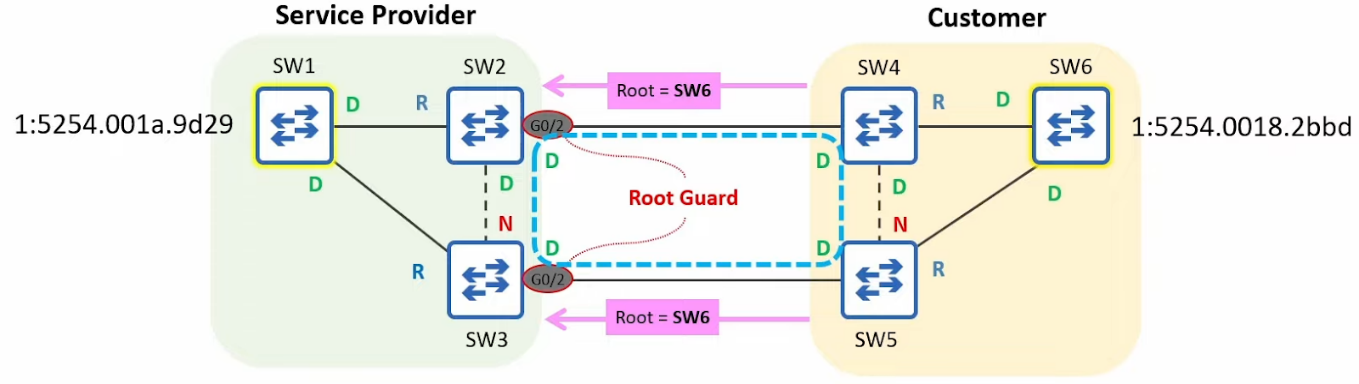 Service Provider
Customer
SW1
SW2
SW4
SW6
Root = SW6
D
R
R
D
1:5254.001a.9d29
G0/2
1:5254.0018.2bbd
D
D
D
D
D
D
Root Guard
N
N
D
D
R
R
G0/2
Root = SW6
SW3
SW5